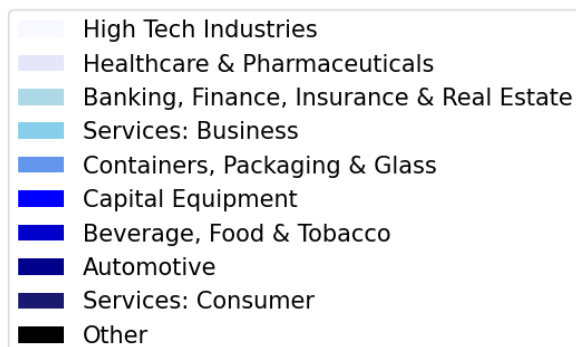 High Tech Industries
Healthcare & Pharmaceuticals
Banking, Finance, Insurance & Real Estate
Services: Business
Containers, Packaging & Glass
Capital Equipment
Beverage, Food & Tobacco
Automotive
Services: Consumer
Other